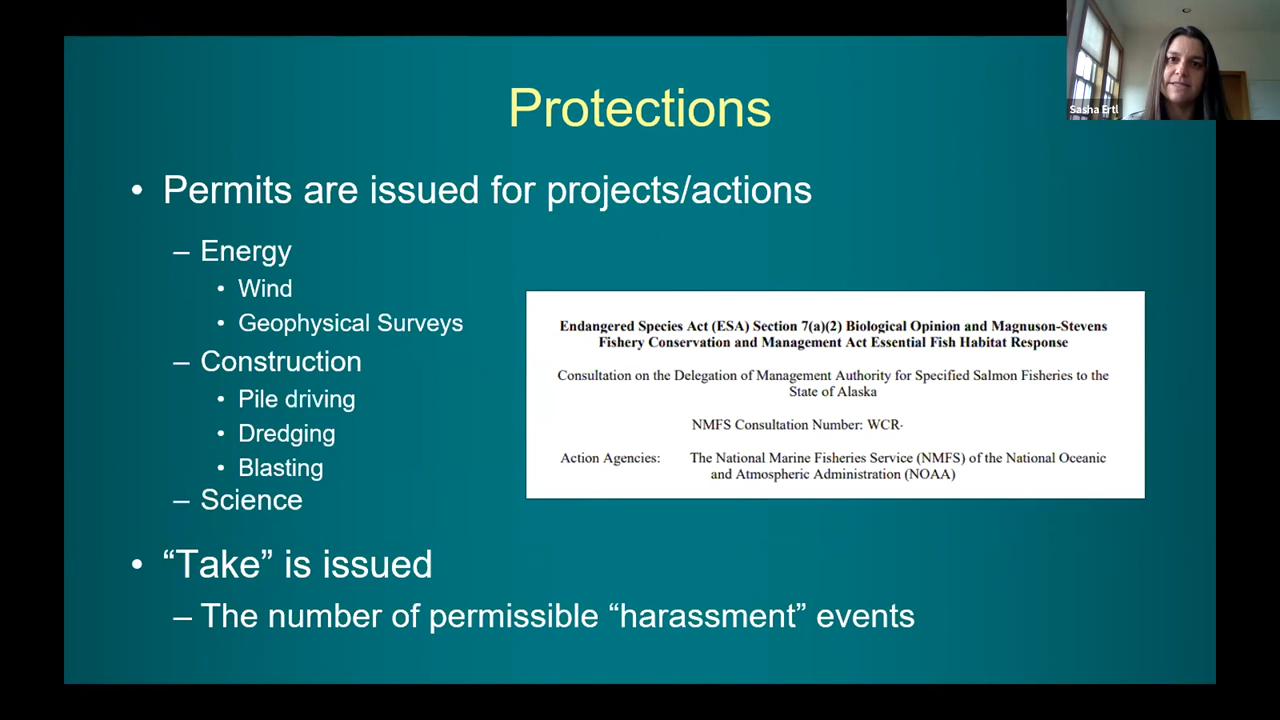 Protections
Sasha Ertl
• Permits are issued for projects/actions
– Energy
• Wind
• Geophysical Surveys
– Construction
• Pile driving
• Dredging
• Blasting
– Science
Endangered Species Act (ESA) Section 7(a)(2) Biological Opinion and Magnuson-Stevens
Fishery Conservation and Management Act Essential Fish Habitat Response
Consultation on the Delegation of Management Authority for Specified Salmon Fisheries to the
State of Alaska
NMFS Consultation Number: WCR-
Action Agencies: The National Marine Fisheries Service (NMFS) of the National Oceanic
and Atmospheric Administration (NOAA)
• “Take” is issued
– The number of permissible “harassment” events